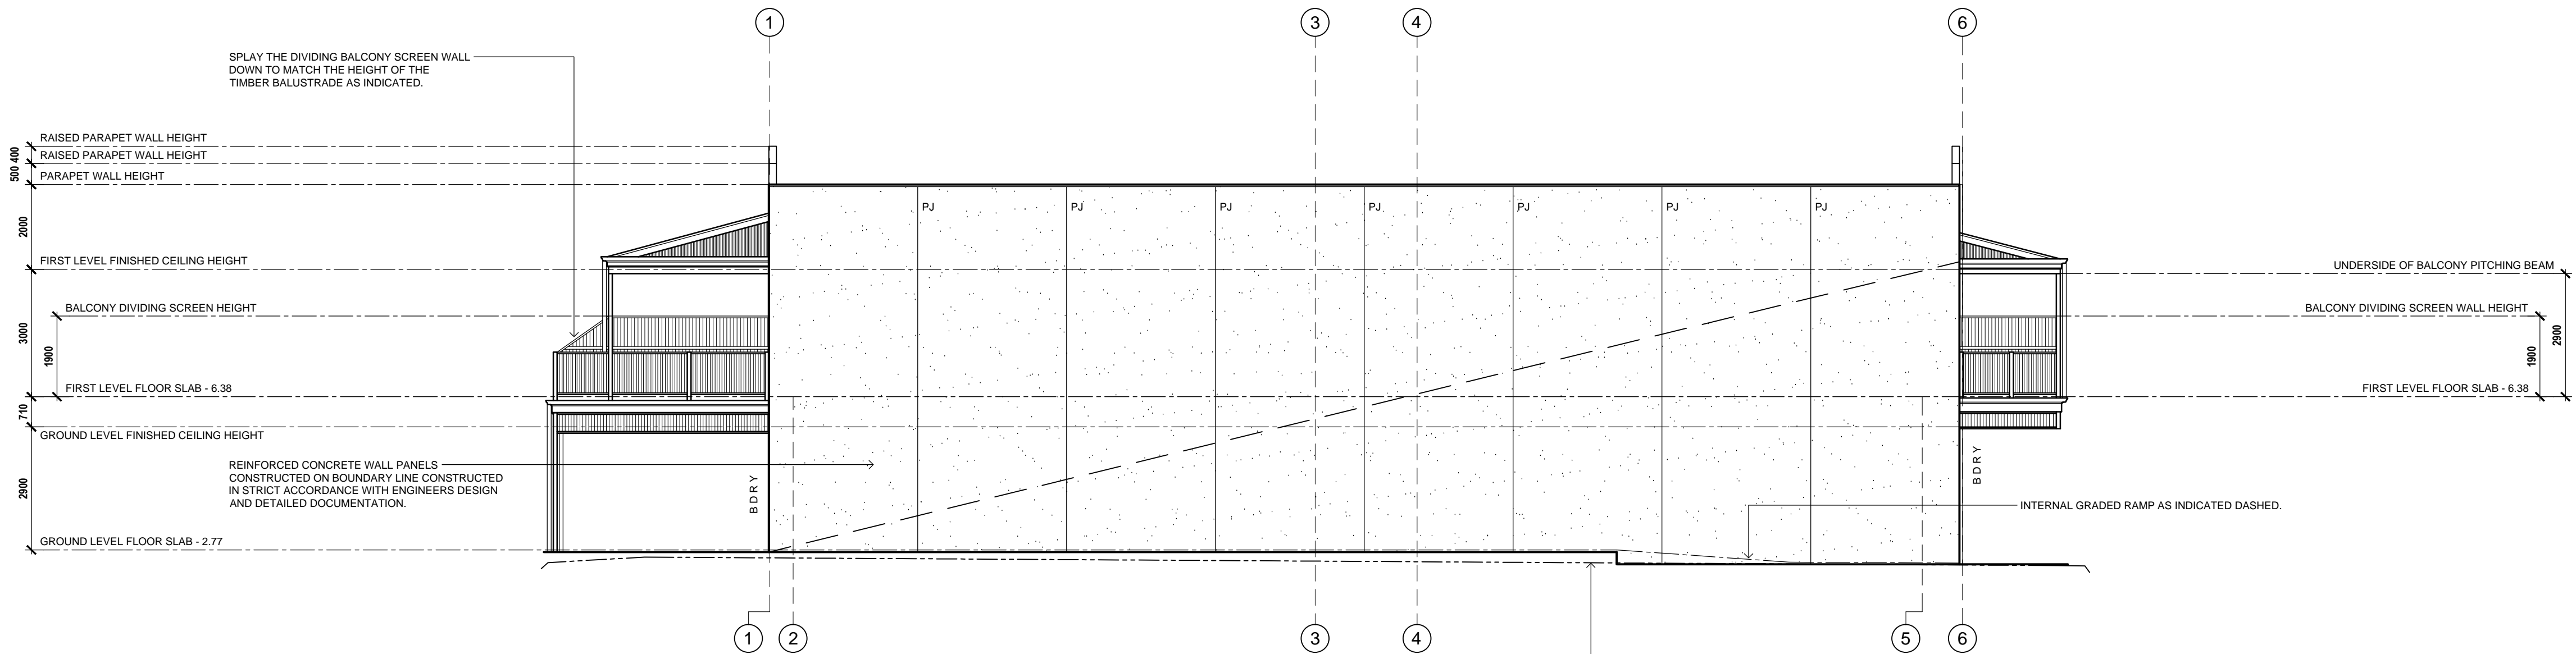 1
3
4
6
SPLAY THE DIVIDING BALCONY SCREEN WALL
DOWN TO MATCH THE HEIGHT OF THE
TIMBER BALUSTRADE AS INDICATED.
RAISED PARAPET WALL HEIGHT
400
RAISED PARAPET WALL HEIGHT
500
PARAPET WALL HEIGHT
PJ
PJ
PJ
PJ
PJ
PJ
PJ
2000
FIRST LEVEL FINISHED CEILING HEIGHT
UNDERSIDE OF BALCONY PITCHING BEAM
BALCONY DIVIDING SCREEN HEIGHT
BALCONY DIVIDING SCREEN WALL HEIGHT
3000
1900
1900
2900
FIRST LEVEL FLOOR SLAB - 6.38
FIRST LEVEL FLOOR SLAB - 6.38
710
GROUND LEVEL FINISHED CEILING HEIGHT
REINFORCED CONCRETE WALL PANELS
CONSTRUCTED ON BOUNDARY LINE CONSTRUCTED
IN STRICT ACCORDANCE WITH ENGINEERS DESIGN
AND DETAILED DOCUMENTATION.
2900
BDRY
BDRY
INTERNAL GRADED RAMP AS INDICATED DASHED.
GROUND LEVEL FLOOR SLAB - 2.77
1
2
3
4
5
6